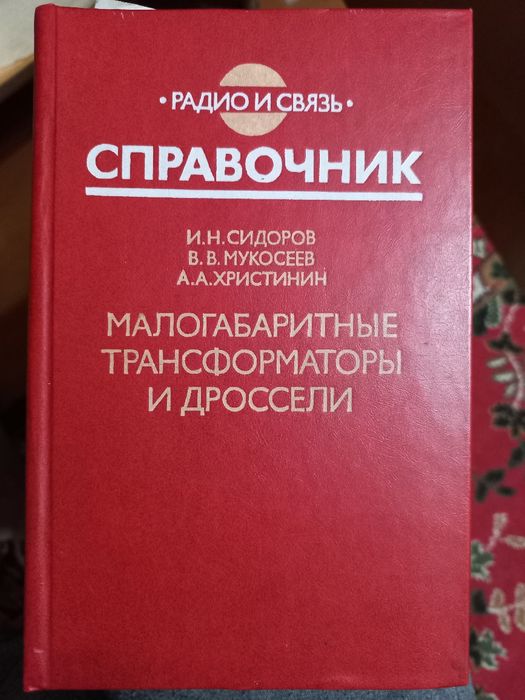 • РАДИО И СВЯЗЬ •
СПРАВОЧНИК
И.Н.СИДОРОВ
В.В.МУКОСЕЕВ
А.А.ХРИСТИНИН
МАЛОГАБАРИТНЫЕ
ТРАНСФОРМАТОРЫ
И ДРОССЕЛИ